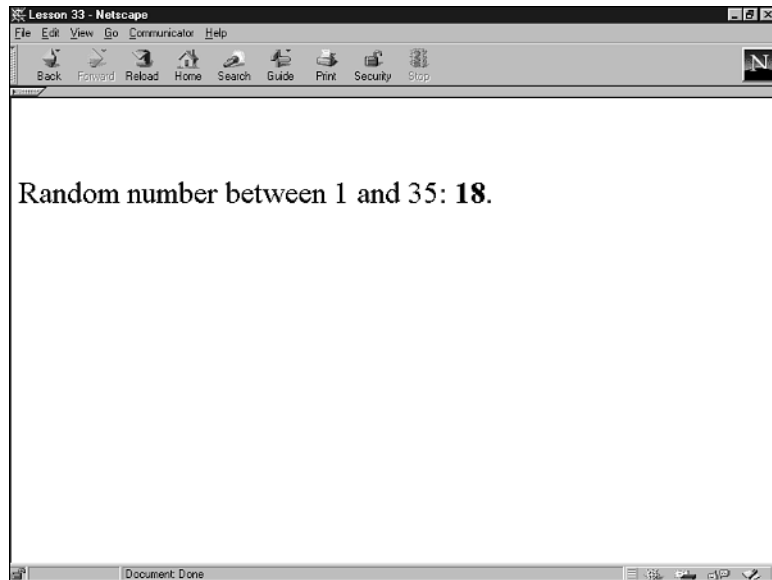 Lesson 33 - Netscape
File Edit View Go Communicator Help
Back Forward Reload Home Search Guide Print Security Stop
N
Random number between 1 and 35: 18.
Document: Done